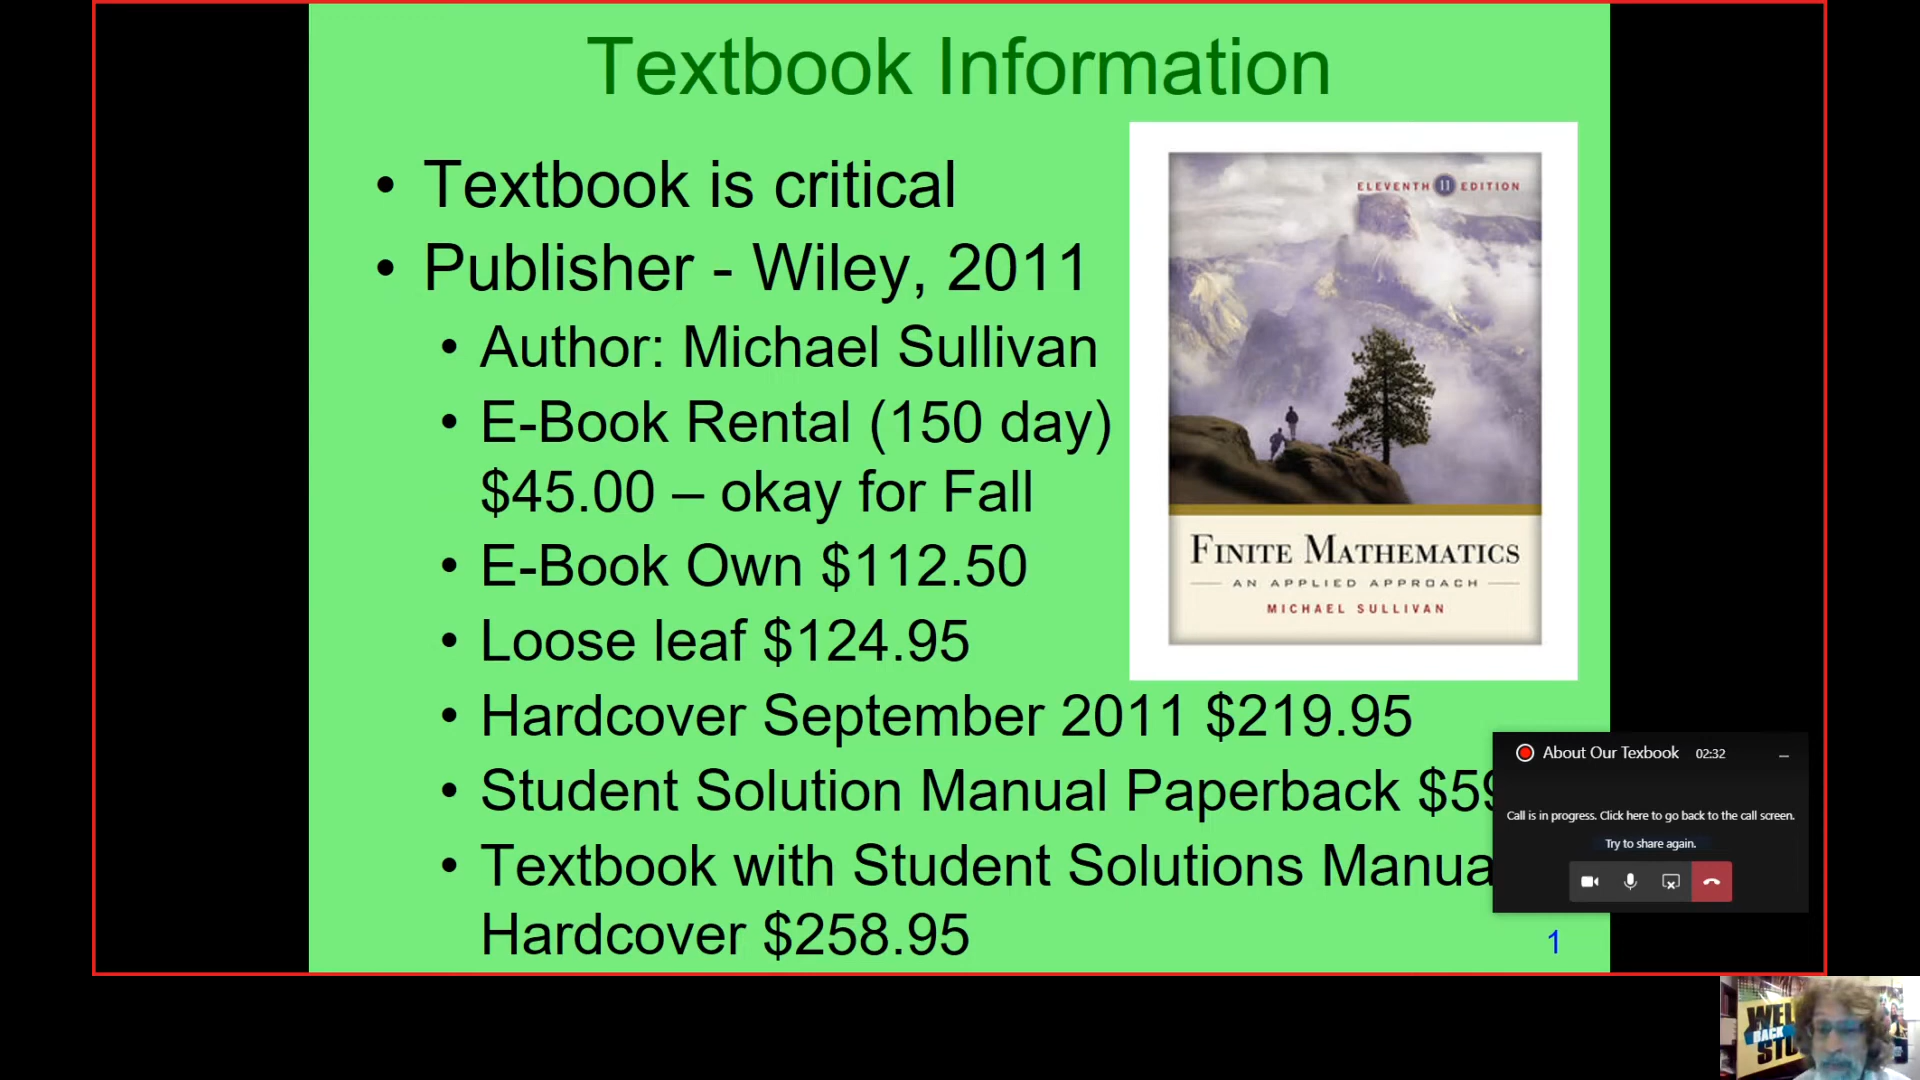 Textbook Information
• Textbook is critical
• Publisher - Wiley, 2011
• Author: Michael Sullivan
• E-Book Rental (150 day)
$45.00 – okay for Fall
• E-Book Own $112.50
• Loose leaf $124.95
• Hardcover September 2011 $219.95
• Student Solution Manual Paperback
• Textbook with Student Solutions
Hardcover $258.95
1
ELEVENTH 11 EDITION
FINITE MATHEMATICS
AN APPLIED APPROACH
MICHAEL SULLIVAN
About Our Texbook 02:32
Call is in progress. Click here to go back to the call screen.
Try to share again.
WEL
BACK
STU